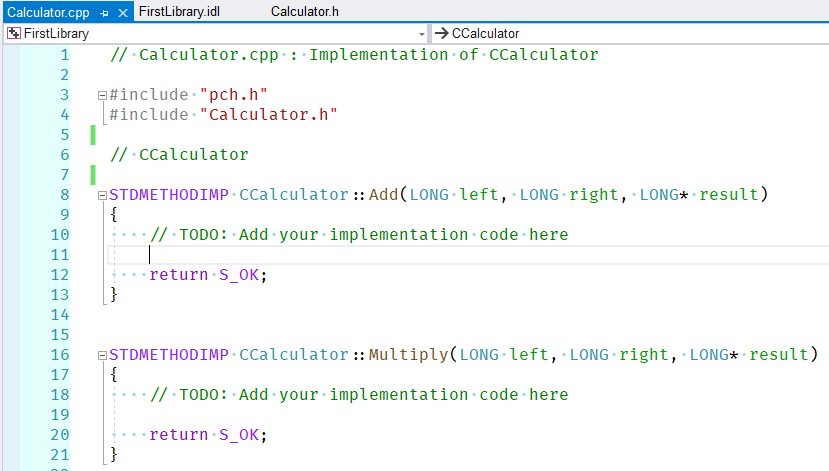 Calculator.cpp FirstLibrary.idl Calculator.h
FirstLibrary CCalculator
1 // Calculator.cpp : Implementation of CCalculator
2
3 #include "pch.h"
4 #include "Calculator.h"
5
6 // CCalculator
7
8 STDMETHODIMP CCalculator::Add(LONG left, LONG right, LONG* result)
9 {
10 // TODO: Add your implementation code here
11
12 return S_OK;
13 }
14
15
16 STDMETHODIMP CCalculator::Multiply(LONG left, LONG right, LONG* result)
17 {
18 // TODO: Add your implementation code here
19
20 return S_OK;
21 }